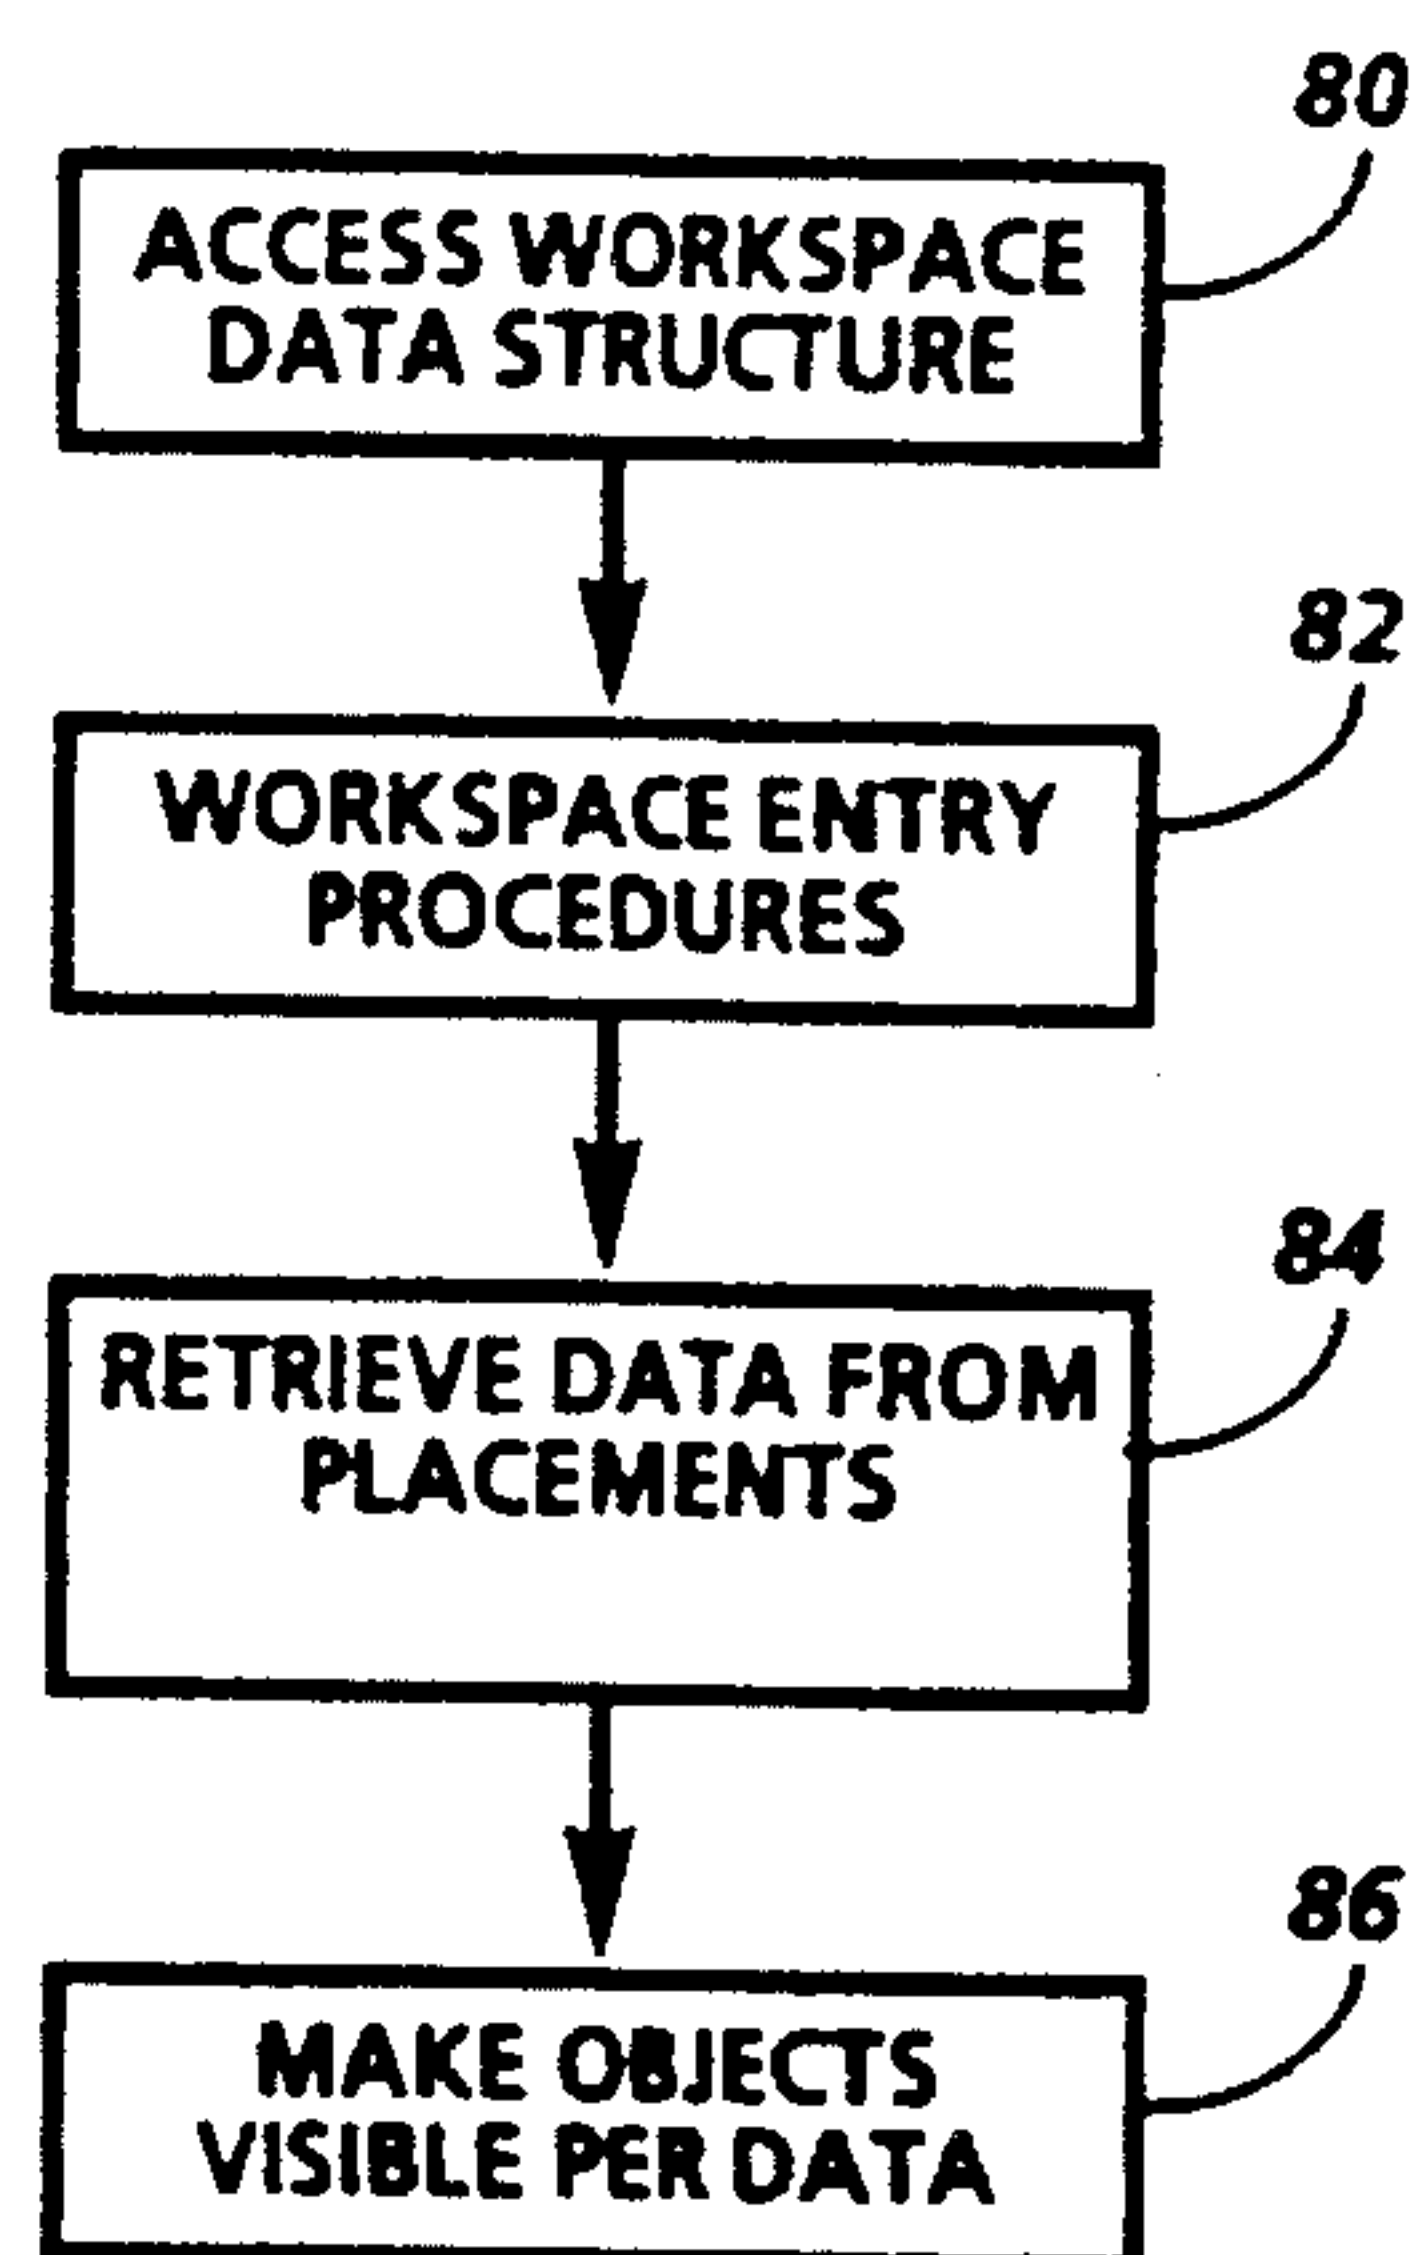 80
ACCESS WORKSPACE
DATA STRUCTURE
82
WORKSPACE ENTRY
PROCEDURES
84
RETRIEVE DATA FROM
PLACEMENTS
86
MAKE OBJECTS
VISIBLE PER DATA